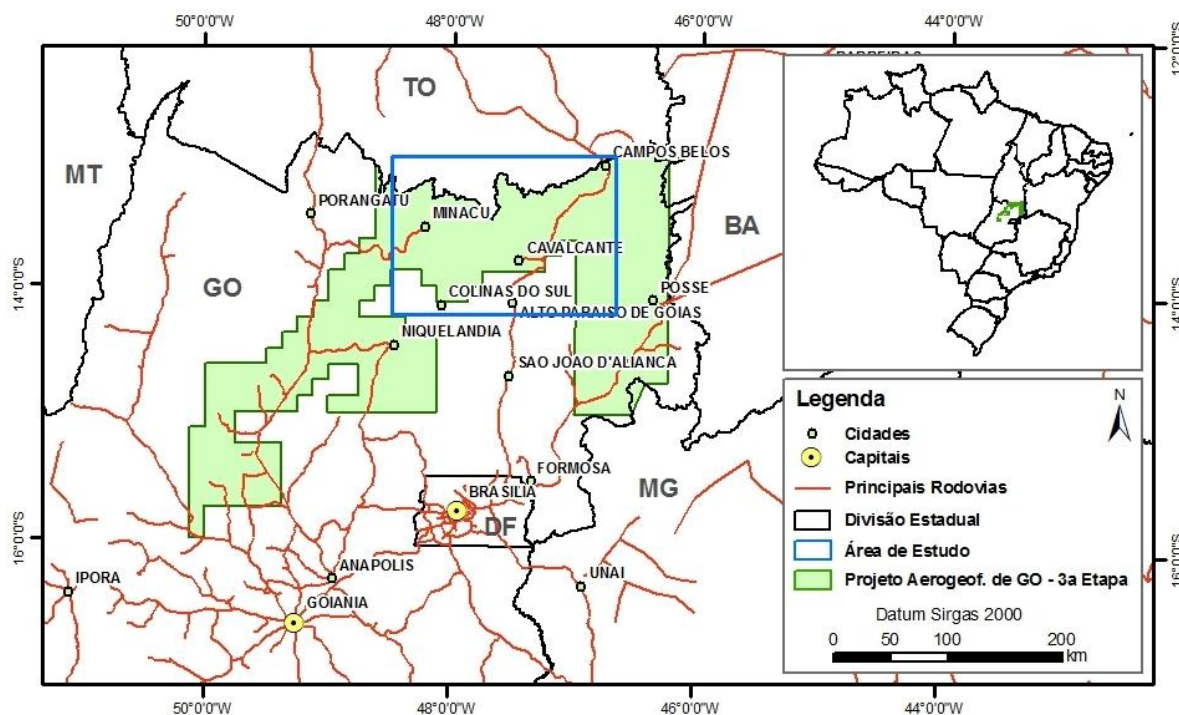 50°0'0"W 48°0'0"W 46°0'0"W 44°0'0"W
12°0'0"S
TO
CAMPOS BELOS
MT
PORANGATU
MINACU
BA
CAVALCANTE
GO
14°0'0"S
COLINAS DO SUL
POSSE
14°0'0"S
ALTO PARAISO DE GOIAS
NIQUELANDIA
SAO JOAO D'ALIANCA
FORMOSA
BRASILIA
MG
DF
16°0'0"S
ANAPOLIS
UNAI
16°0'0"S
IPORA
GOIANIA
Legenda
N
Cidades
Capitais
Principais Rodovias
Divisão Estadual
Área de Estudo
Projeto Aerogeof. de GO - 3a Etapa
Datum Sirgas 2000
0 50 100 200
km
50°0'0"W 48°0'0"W 46°0'0"W 44°0'0"W